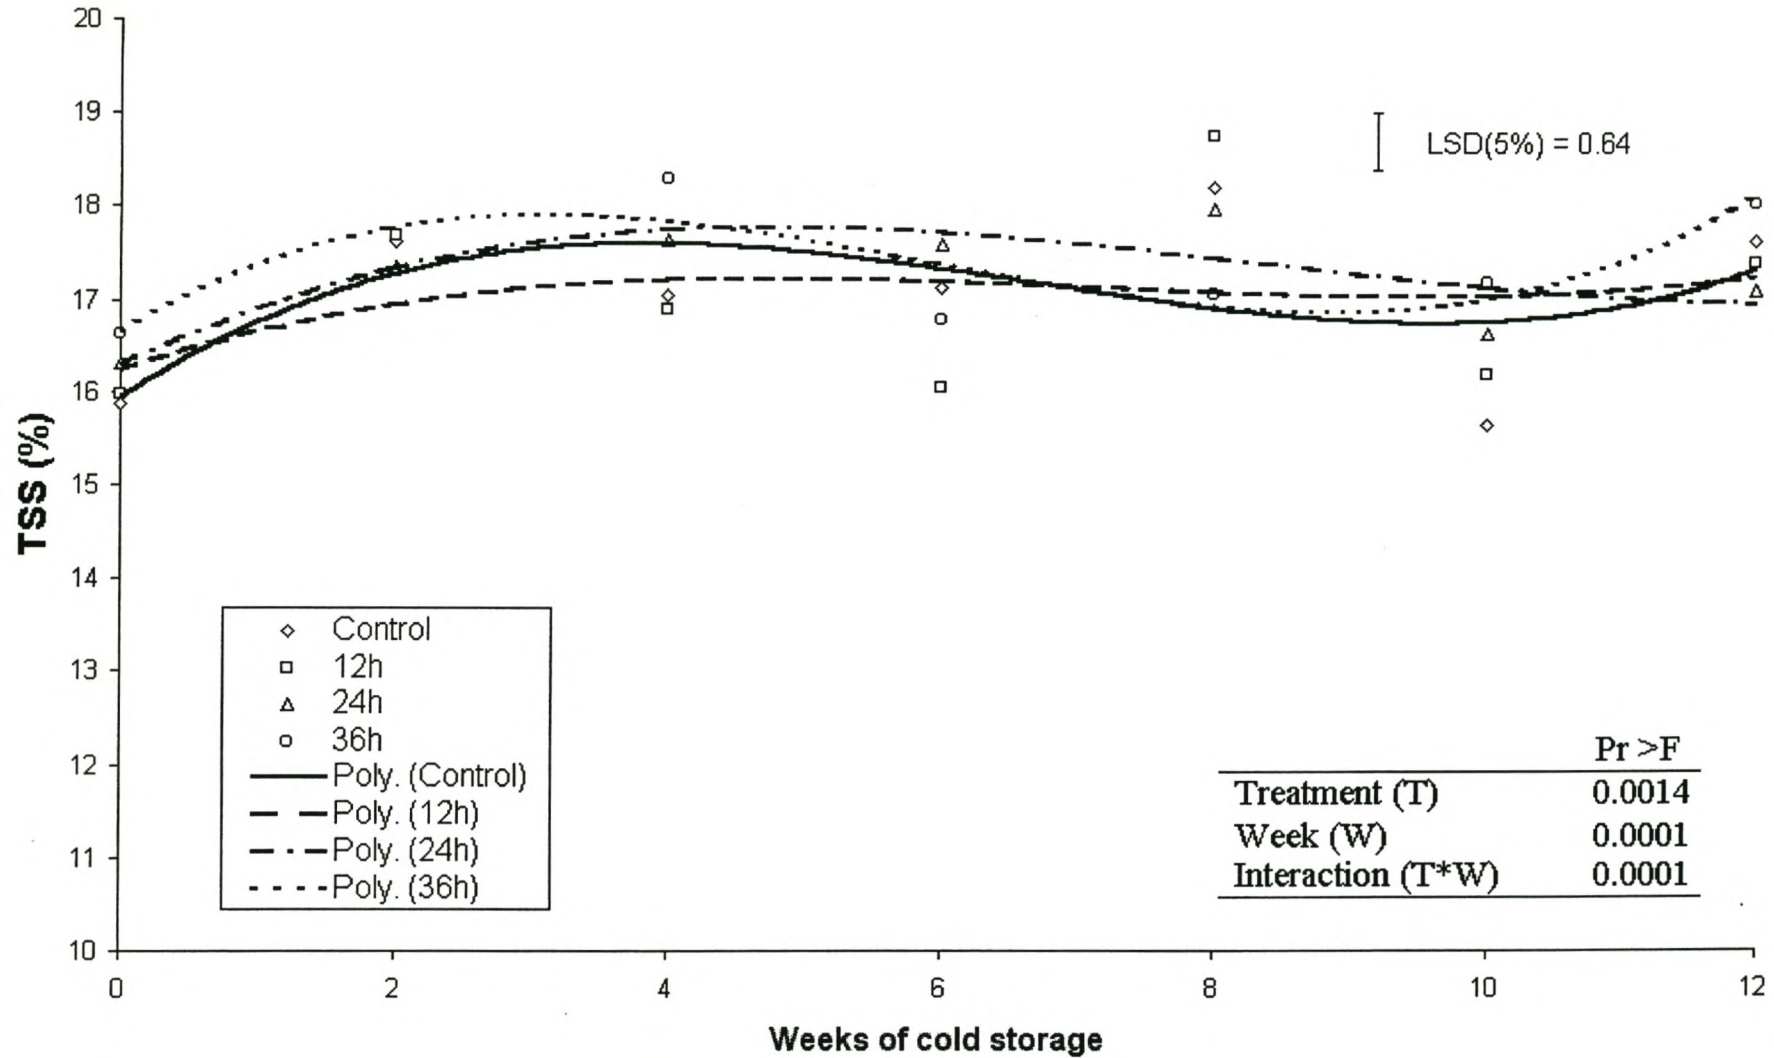 20
19
18
17
16
15
14
13
12
11
10
TSS (%)
LSD(5%) = 0.64
Control
12h
24h
36h
Poly. (Control)
Poly. (12h)
Poly. (24h)
Poly. (36h)
Pr >F
Treatment (T) 0.0014
Week (W) 0.0001
Interaction (T*W) 0.0001
0 2 4 6 8 10 12
Weeks of cold storage